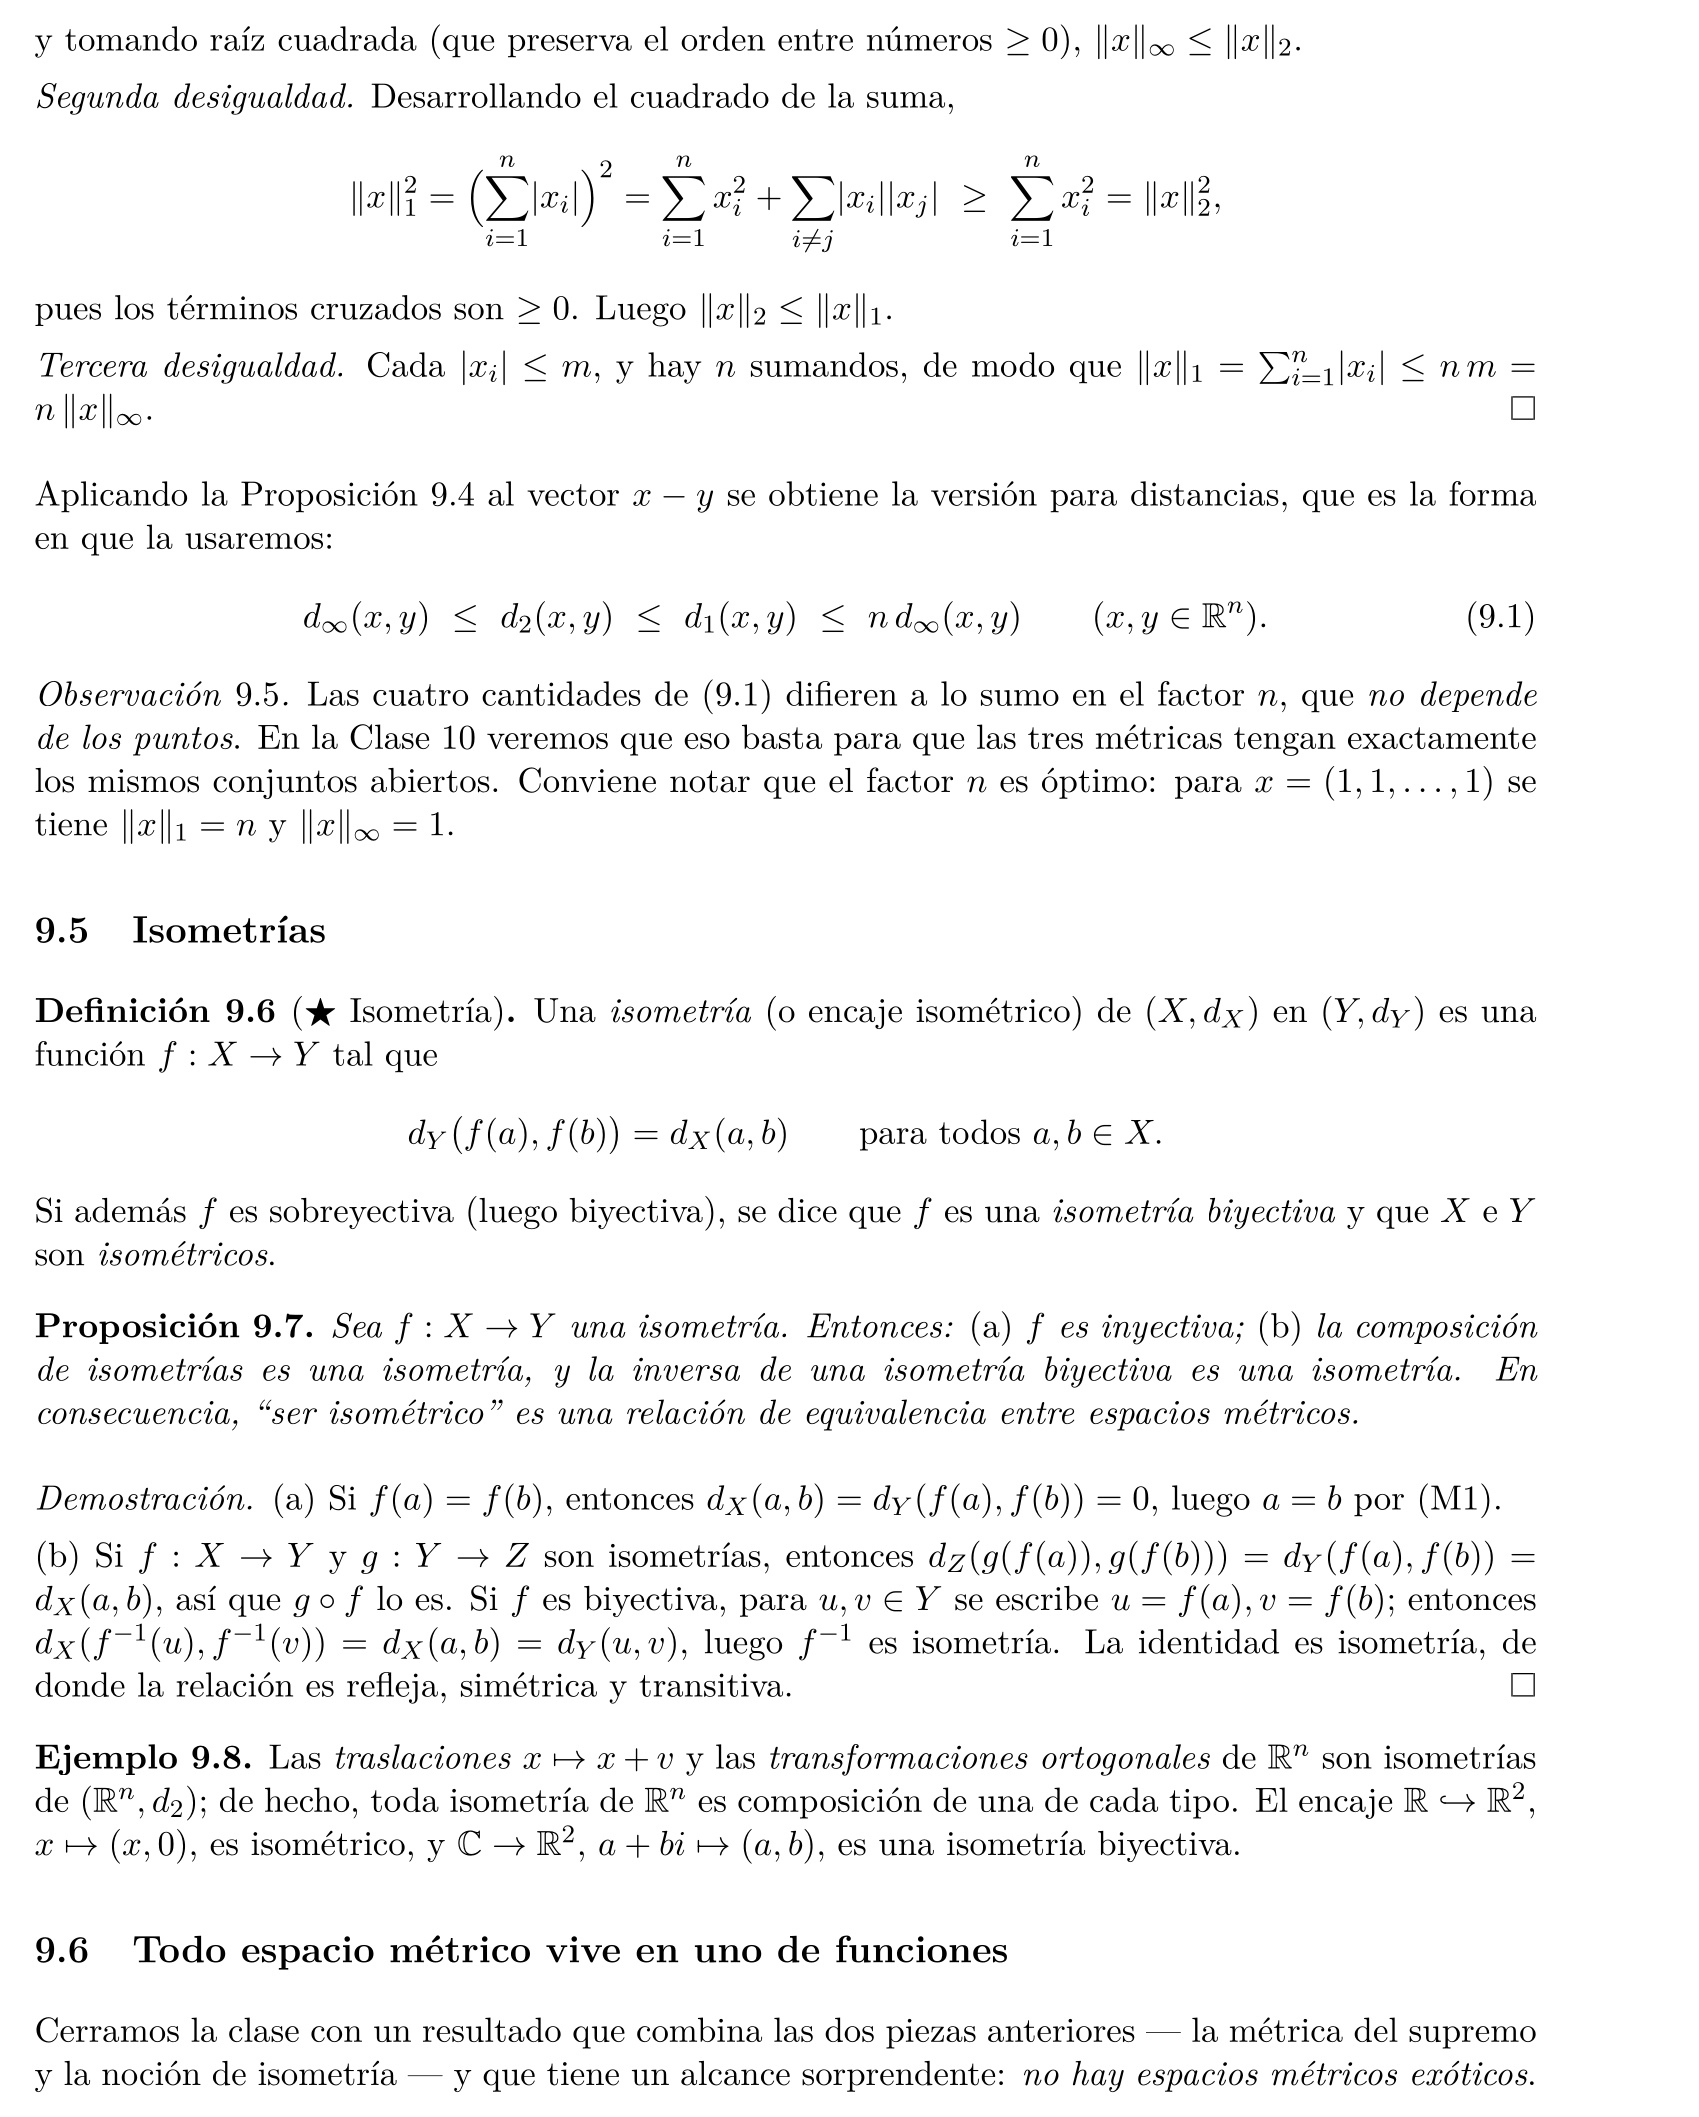 y tomando raíz cuadrada (que preserva el orden entre números ≥ 0), ‖x‖∞ ≤ ‖x‖₂.
Segunda desigualdad. Desarrollando el cuadrado de la suma,
‖x‖₁² = (∑ᵢ₌₁ⁿ |xᵢ|)² = ∑ᵢ₌₁ⁿ xᵢ² + ∑_{i≠j} |xᵢ||xⱼ| ≥ ∑ᵢ₌₁ⁿ xᵢ² = ‖x‖₂²,
pues los términos cruzados son ≥ 0. Luego ‖x‖₂ ≤ ‖x‖₁.
Tercera desigualdad. Cada |xᵢ| ≤ m, y hay n sumandos, de modo que ‖x‖₁ = ∑ᵢ₌₁ⁿ |xᵢ| ≤ n m =
n ‖x‖∞. □
Aplicando la Proposición 9.4 al vector x − y se obtiene la versión para distancias, que es la forma
en que la usaremos:
d∞(x, y) ≤ d₂(x, y) ≤ d₁(x, y) ≤ n d∞(x, y) (x, y ∈ ℝⁿ). (9.1)
Observación 9.5. Las cuatro cantidades de (9.1) difieren a lo sumo en el factor n, que no depende
de los puntos. En la Clase 10 veremos que eso basta para que las tres métricas tengan exactamente
los mismos conjuntos abiertos. Conviene notar que el factor n es óptimo: para x = (1, 1, . . . , 1) se
tiene ‖x‖₁ = n y ‖x‖∞ = 1.
9.5 Isometrías
Definición 9.6 (★ Isometría). Una isometría (o encaje isométrico) de (X, d_X) en (Y, d_Y) es una
función f : X → Y tal que
d_Y(f(a), f(b)) = d_X(a, b) para todos a, b ∈ X.
Si además f es sobreyectiva (luego biyectiva), se dice que f es una isometría biyectiva y que X e Y
son isométricos.
Proposición 9.7. Sea f : X → Y una isometría. Entonces: (a) f es inyectiva; (b) la composición
de isometrías es una isometría, y la inversa de una isometría biyectiva es una isometría. En
consecuencia, “ser isométrico” es una relación de equivalencia entre espacios métricos.
Demostración. (a) Si f(a) = f(b), entonces d_X(a, b) = d_Y(f(a), f(b)) = 0, luego a = b por (M1).
(b) Si f : X → Y y g : Y → Z son isometrías, entonces d_Z(g(f(a)), g(f(b))) = d_Y(f(a), f(b)) =
d_X(a, b), así que g ∘ f lo es. Si f es biyectiva, para u, v ∈ Y se escribe u = f(a), v = f(b); entonces
d_X(f⁻¹(u), f⁻¹(v)) = d_X(a, b) = d_Y(u, v), luego f⁻¹ es isometría. La identidad es isometría, de
donde la relación es refleja, simétrica y transitiva. □
Ejemplo 9.8. Las traslaciones x ↦ x + v y las transformaciones ortogonales de ℝⁿ son isometrías
de (ℝⁿ, d₂); de hecho, toda isometría de ℝⁿ es composición de una de cada tipo. El encaje ℝ ↪ ℝ²,
x ↦ (x, 0), es isométrico, y ℂ → ℝ², a + bi ↦ (a, b), es una isometría biyectiva.
9.6 Todo espacio métrico vive en uno de funciones
Cerramos la clase con un resultado que combina las dos piezas anteriores — la métrica del supremo
y la noción de isometría — y que tiene un alcance sorprendente: no hay espacios métricos exóticos.